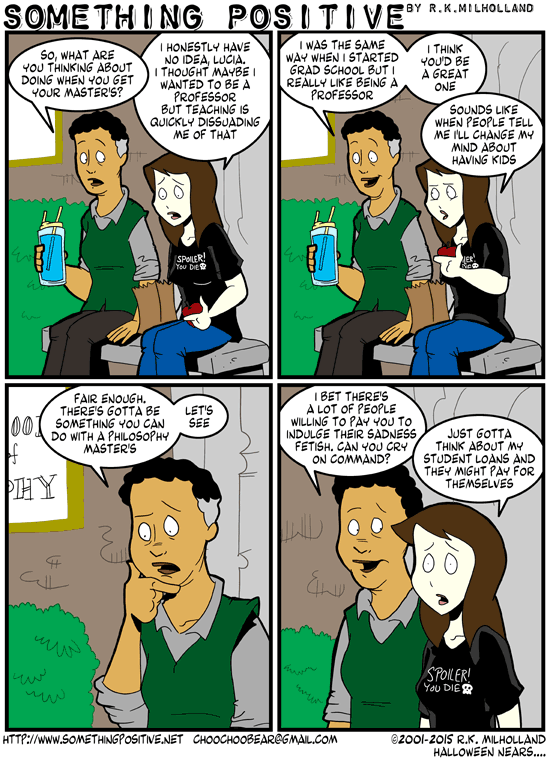 SOMETHING POSITIVE BY R.K.MILHOLLAND
SO, WHAT ARE
YOU THINKING ABOUT
DOING WHEN YOU GET
YOUR MASTER'S?
I HONESTLY HAVE
NO IDEA, LUCIA.
I THOUGHT MAYBE I
WANTED TO BE A
PROFESSOR
BUT TEACHING IS
QUICKLY DISSUADING
ME OF THAT
SPOILER!
YOU DIE
I WAS THE SAME
WAY WHEN I STARTED
GRAD SCHOOL BUT I
REALLY LIKE BEING A
PROFESSOR
I THINK
YOU'D BE
A GREAT
ONE
SOUNDS LIKE
WHEN PEOPLE TELL
ME I'LL CHANGE MY
MIND ABOUT
HAVING KIDS
LER!
DIE
FAIR ENOUGH.
THERE'S GOTTA BE
SOMETHING YOU CAN
DO WITH A PHILOSOPHY
MASTER'S
LET'S
SEE
OOL
of
PHY
I BET THERE'S
A LOT OF PEOPLE
WILLING TO PAY YOU TO
INDULGE THEIR SADNESS
FETISH. CAN YOU CRY
ON COMMAND?
JUST GOTTA
THINK ABOUT MY
STUDENT LOANS AND
THEY MIGHT PAY FOR
THEMSELVES
SPOILER!
YOU DIE
HTTP://WWW.SOMETHINGPOSITIVE.NET CHOOCHOOBEAR@GMAIL.COM ©2001-2015 R.K. MILHOLLAND
HALLOWEEN NEARS....